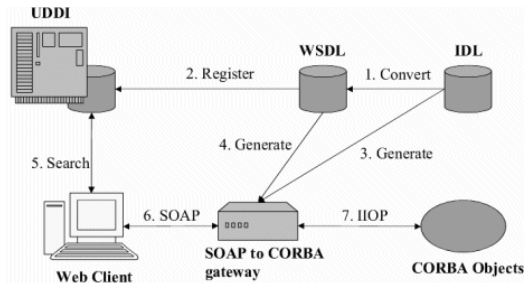 UDDI
WSDL
IDL
2. Register
1. Convert
4. Generate
3. Generate
5. Search
6. SOAP
7. IIOP
SOAP to CORBA
gateway
Web Client
CORBA Objects